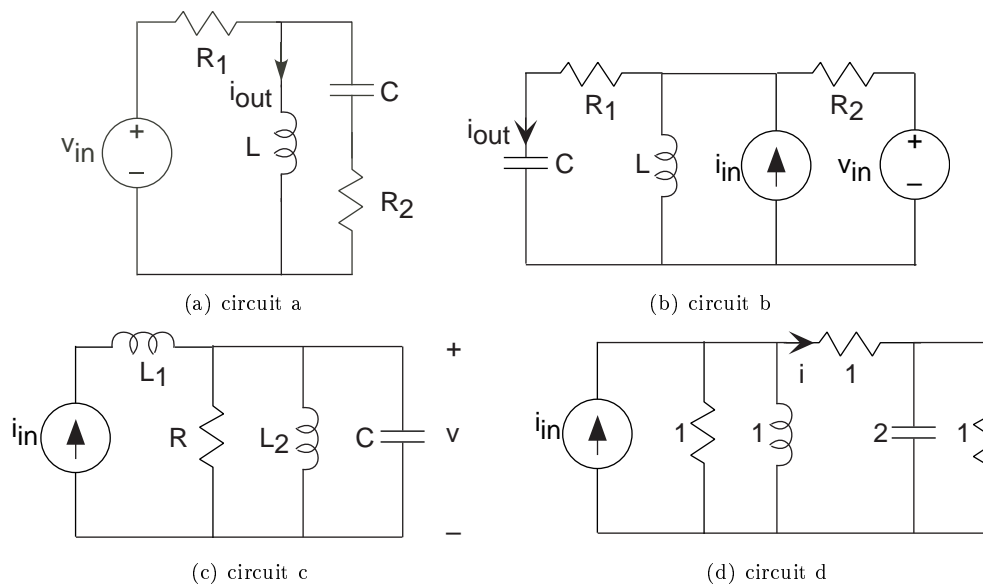 R1
C
iout
vin
+
−
L
R2
(a) circuit a
R1
R2
iout
C
L
iin
vin
+
−
(b) circuit b
L1
+
iin
R
L2
C
v
−
(c) circuit c
i
1
iin
1
1
2
1
(d) circuit d